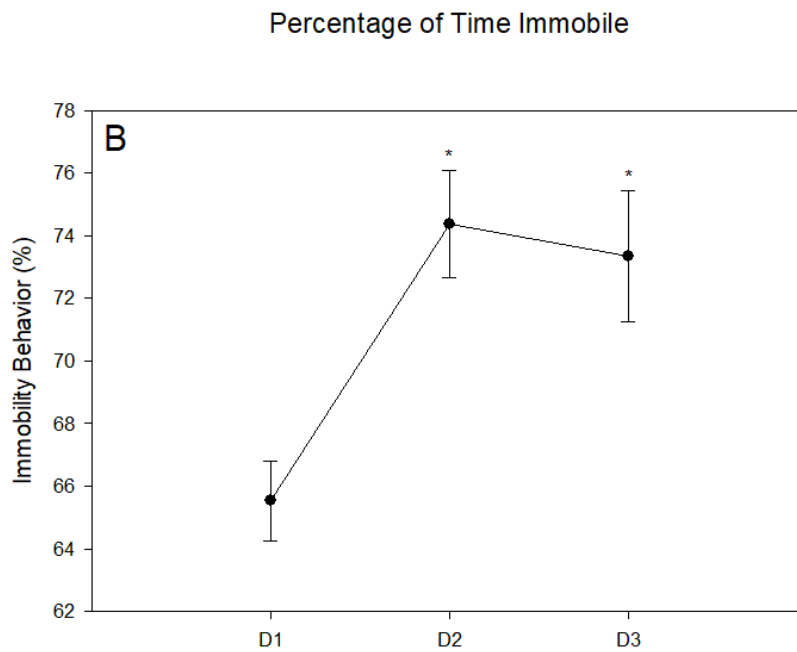 Percentage of Time Immobile
B
Immobility Behavior (%)
78
76
74
72
70
68
66
64
62
*
*
D1 D2 D3